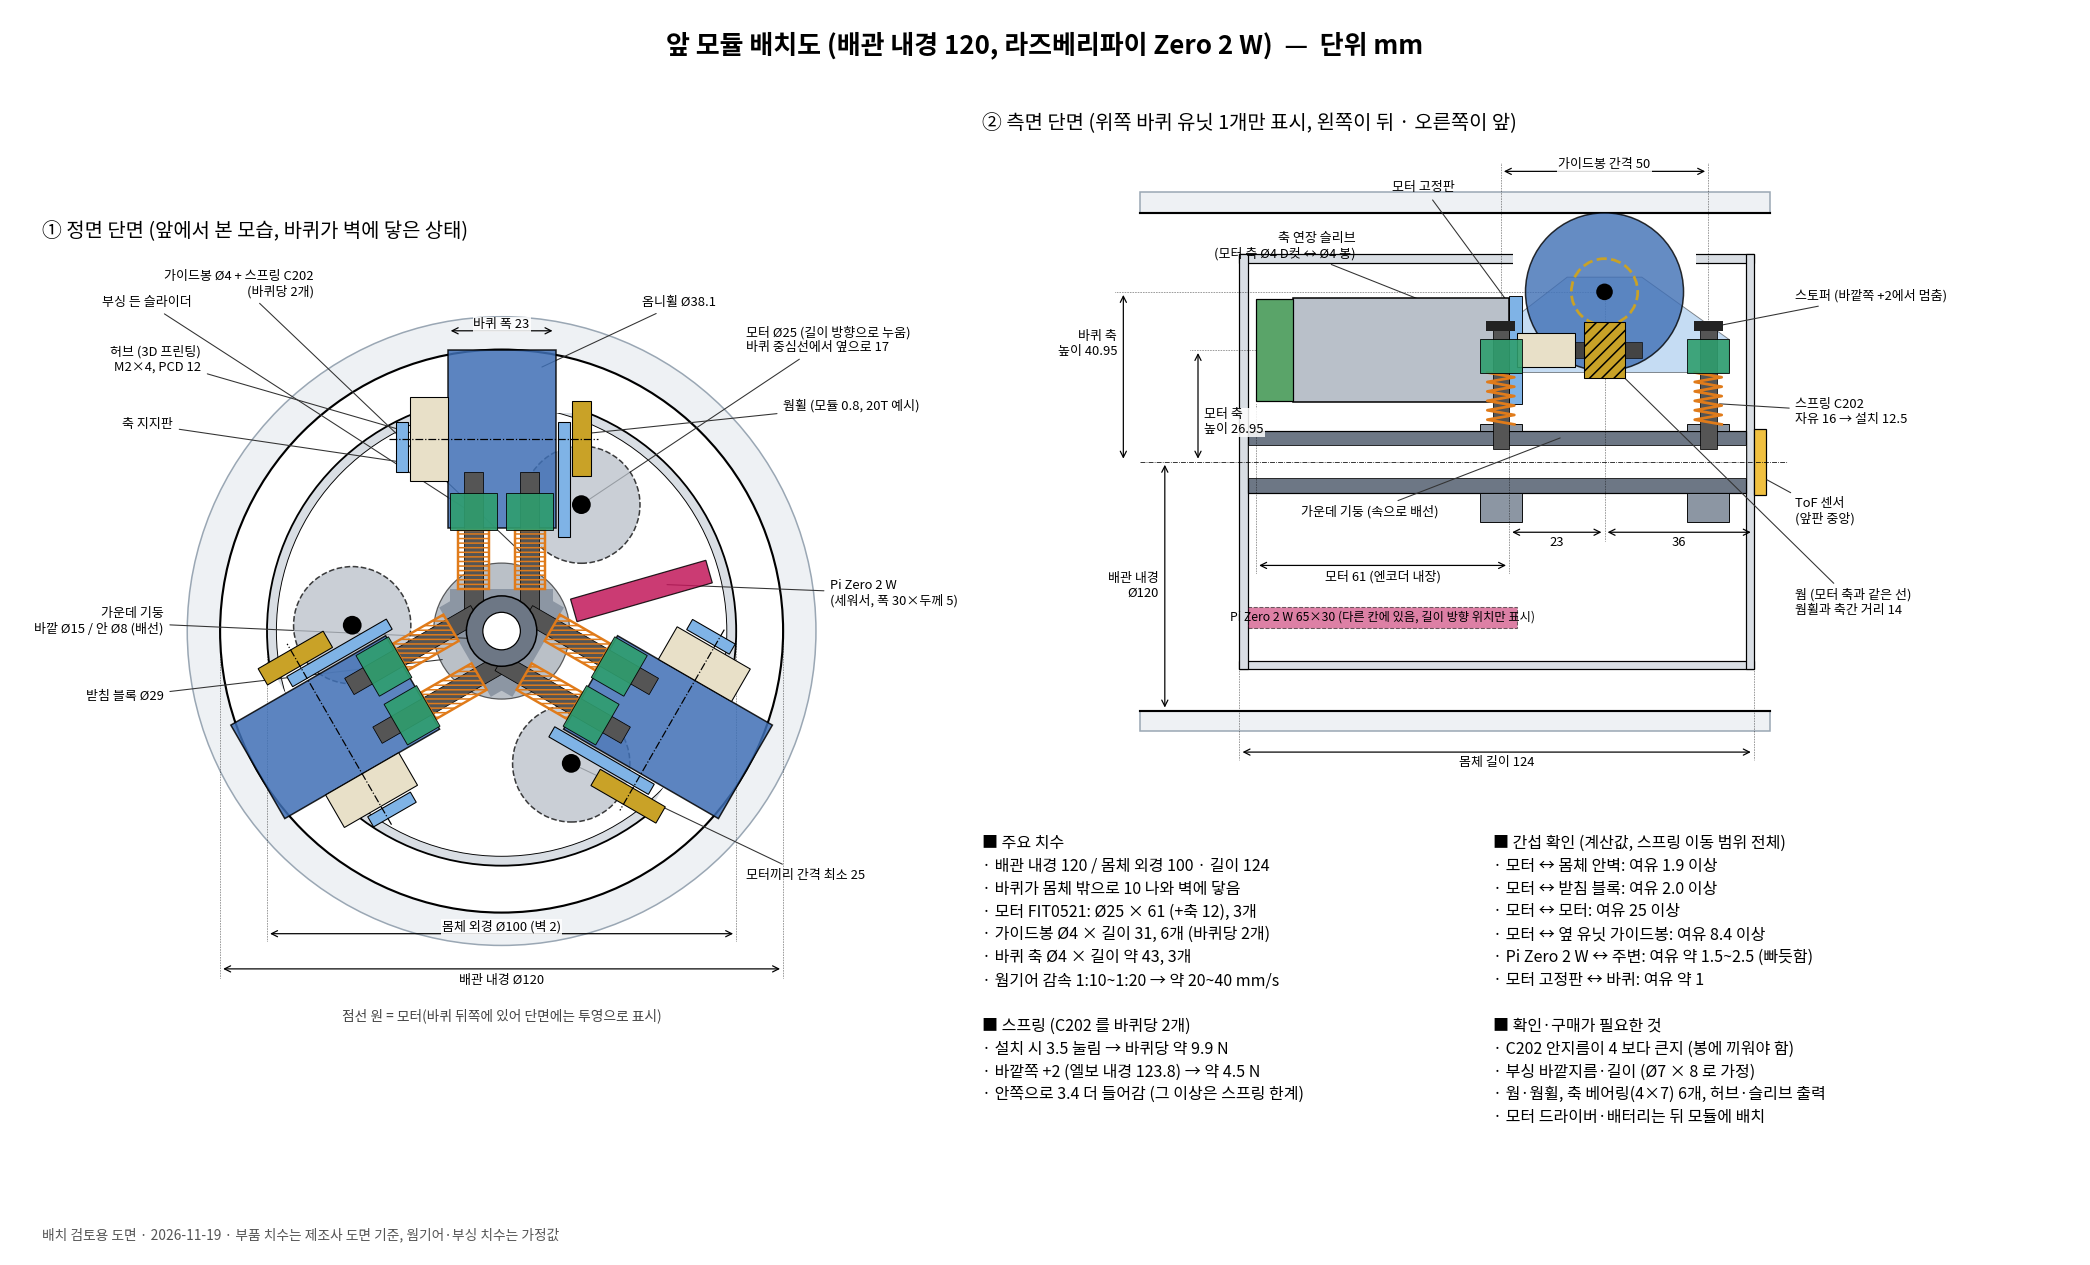 앞 모듈 배치도 (배관 내경 120, 라즈베리파이 Zero 2 W) — 단위 mm
① 정면 단면 (앞에서 본 모습, 바퀴가 벽에 닿은 상태)
가이드봉 Ø4 + 스프링 C202
(바퀴당 2개)
부싱 든 슬라이더
허브 (3D 프린팅)
M2×4, PCD 12
축 지지판
바퀴 폭 23
옴니휠 Ø38.1
모터 Ø25 (길이 방향으로 누움)
바퀴 중심선에서 옆으로 17
웜휠 (모듈 0.8, 20T 예시)
Pi Zero 2 W
(세워서, 폭 30×두께 5)
가운데 기둥
바깥 Ø15 / 안 Ø8 (배선)
받침 블록 Ø29
모터끼리 간격 최소 25
몸체 외경 Ø100 (벽 2)
배관 내경 Ø120
점선 원 = 모터(바퀴 뒤쪽에 있어 단면에는 투영으로 표시)
② 측면 단면 (위쪽 바퀴 유닛 1개만 표시, 왼쪽이 뒤 · 오른쪽이 앞)
가이드봉 간격 50
모터 고정판
축 연장 슬리브
(모터 축 Ø4 D컷 ↔ Ø4 봉)
스토퍼 (바깥쪽 +2에서 멈춤)
바퀴 축
높이 40.95
모터 축
높이 26.95
스프링 C202
자유 16 → 설치 12.5
가운데 기둥 (속으로 배선)
ToF 센서
(앞판 중앙)
23
36
모터 61 (엔코더 내장)
배관 내경
Ø120
웜 (모터 축과 같은 선)
웜휠과 축간 거리 14
Pi Zero 2 W 65×30 (다른 칸에 있음, 길이 방향 위치만 표시)
몸체 길이 124
■ 주요 치수
· 배관 내경 120 / 몸체 외경 100 · 길이 124
· 바퀴가 몸체 밖으로 10 나와 벽에 닿음
· 모터 FIT0521: Ø25 × 61 (+축 12), 3개
· 가이드봉 Ø4 × 길이 31, 6개 (바퀴당 2개)
· 바퀴 축 Ø4 × 길이 약 43, 3개
· 웜기어 감속 1:10~1:20 → 약 20~40 mm/s
■ 스프링 (C202 를 바퀴당 2개)
· 설치 시 3.5 눌림 → 바퀴당 약 9.9 N
· 바깥쪽 +2 (엘보 내경 123.8) → 약 4.5 N
· 안쪽으로 3.4 더 들어감 (그 이상은 스프링 한계)
■ 간섭 확인 (계산값, 스프링 이동 범위 전체)
· 모터 ↔ 몸체 안벽: 여유 1.9 이상
· 모터 ↔ 받침 블록: 여유 2.0 이상
· 모터 ↔ 모터: 여유 25 이상
· 모터 ↔ 옆 유닛 가이드봉: 여유 8.4 이상
· Pi Zero 2 W ↔ 주변: 여유 약 1.5~2.5 (빠듯함)
· 모터 고정판 ↔ 바퀴: 여유 약 1
■ 확인·구매가 필요한 것
· C202 안지름이 4 보다 큰지 (봉에 끼워야 함)
· 부싱 바깥지름·길이 (Ø7 × 8 로 가정)
· 웜·웜휠, 축 베어링(4×7) 6개, 허브·슬리브 출력
· 모터 드라이버·배터리는 뒤 모듈에 배치
배치 검토용 도면 · 2026-11-19 · 부품 치수는 제조사 도면 기준, 웜기어·부싱 치수는 가정값